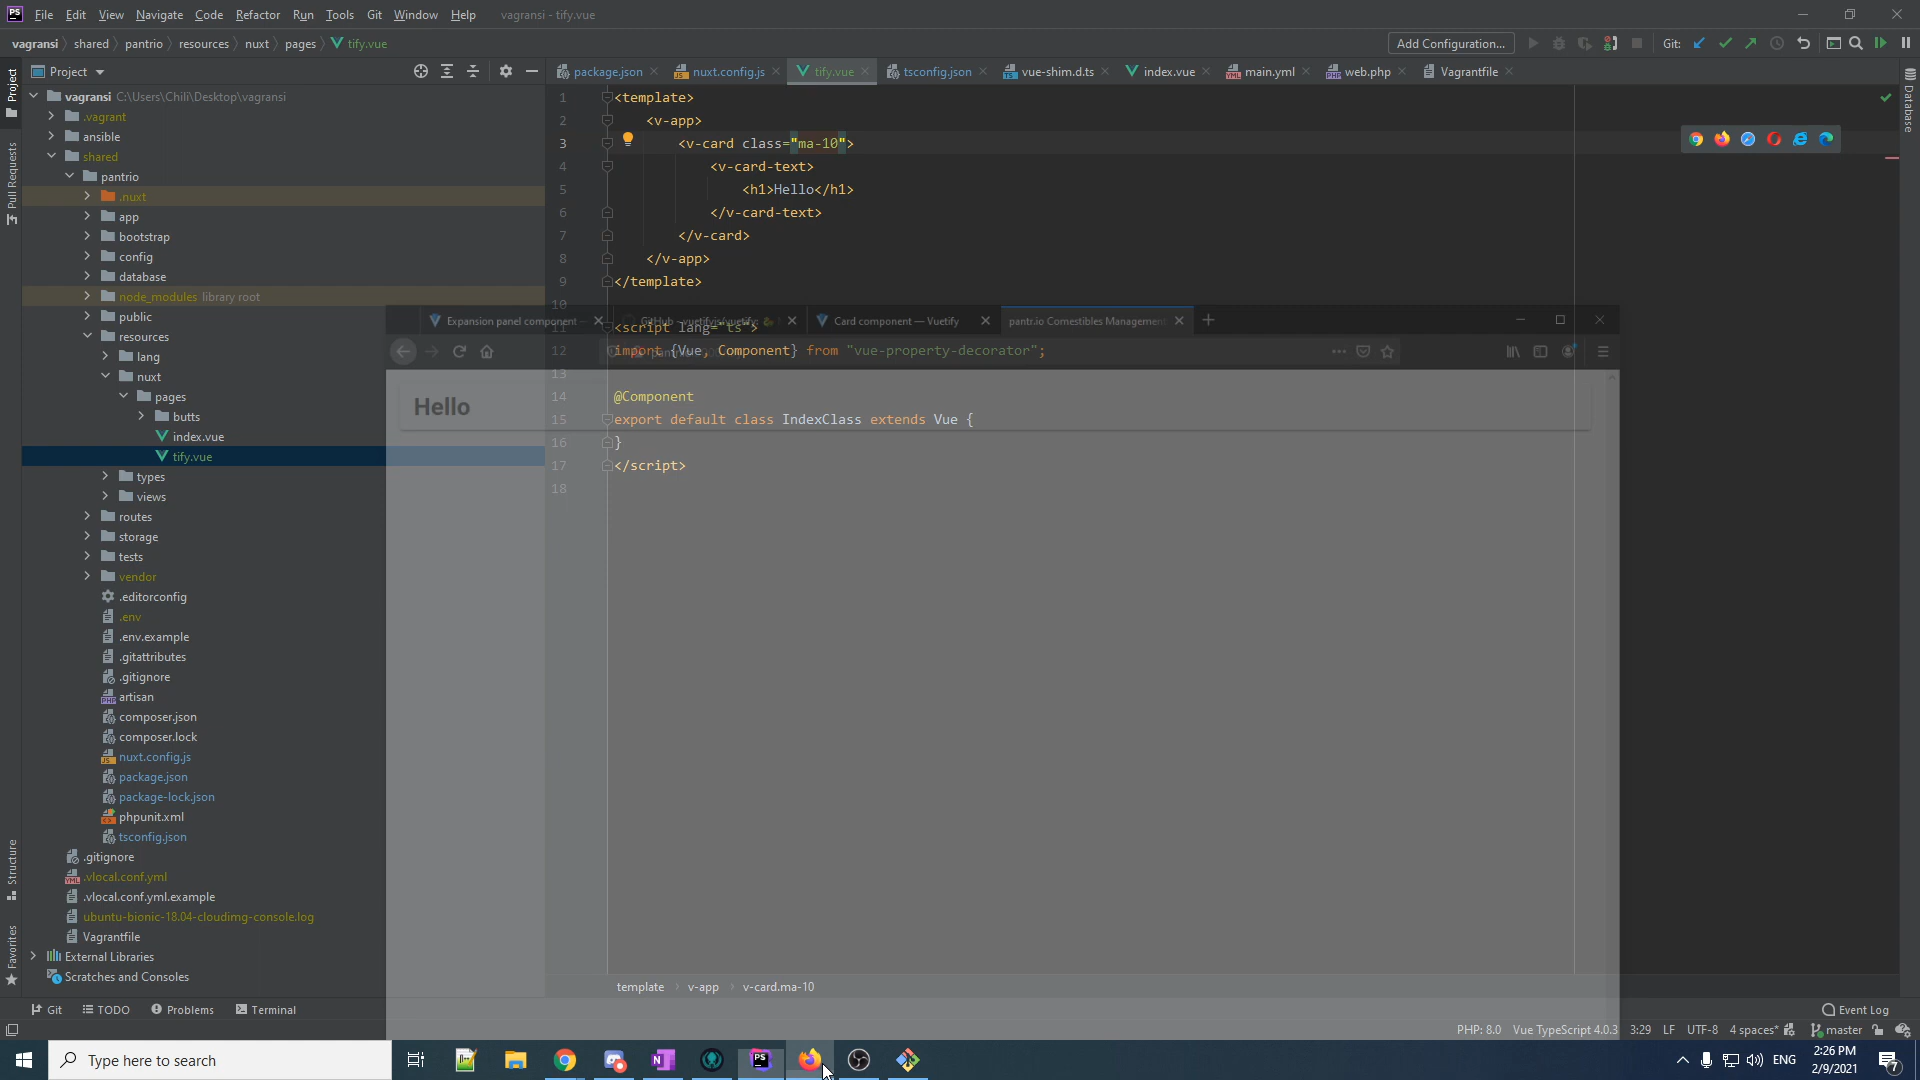 File Edit View Navigate Code Refactor Run Tools Git Window Help vagransi - tify.vue
vagransi shared pantrio resources nuxt pages tify.vue Add Configuration... Git:
Project package.json nuxt.config.js tify.vue tsconfig.json vue-shim.d.ts index.vue main.yml web.php Vagrantfile
Project
Pull Requests
Structure
Favorites
Database
vagransi C:\Users\Chili\Desktop\vagransi
.vagrant
ansible
shared
pantrio
.nuxt
app
bootstrap
config
database
node_modules library root
public
resources
lang
nuxt
pages
butts
index.vue
tify.vue
types
views
routes
storage
tests
vendor
.editorconfig
.env
.env.example
.gitattributes
.gitignore
artisan
composer.json
composer.lock
nuxt.config.js
package.json
package-lock.json
phpunit.xml
tsconfig.json
.gitignore
.vlocal.conf.yml
.vlocal.conf.yml.example
ubuntu-bionic-18.04-cloudimg-console.log
Vagrantfile
External Libraries
Scratches and Consoles
1 <template>
2 <v-app>
3 <v-card class="ma-10">
4 <v-card-text>
5 <h1>Hello</h1>
6 </v-card-text>
7 </v-card>
8 </v-app>
9 </template>
10
Expansion panel component — GitHub - vuetifyjs/vuetify: Card component — Vuetify pantr.io Comestibles Management
11 <script lang="ts">
12 import {Vue, Component} from "vue-property-decorator";
13
Hello
14 @Component
15 export default class IndexClass extends Vue {
16 }
17 </script>
18
template v-app v-card.ma-10
Git TODO Problems Terminal Event Log
PHP: 8.0 Vue TypeScript 4.0.3 3:29 LF UTF-8 4 spaces* master
Type here to search ENG 2:26 PM
2/9/2021
7